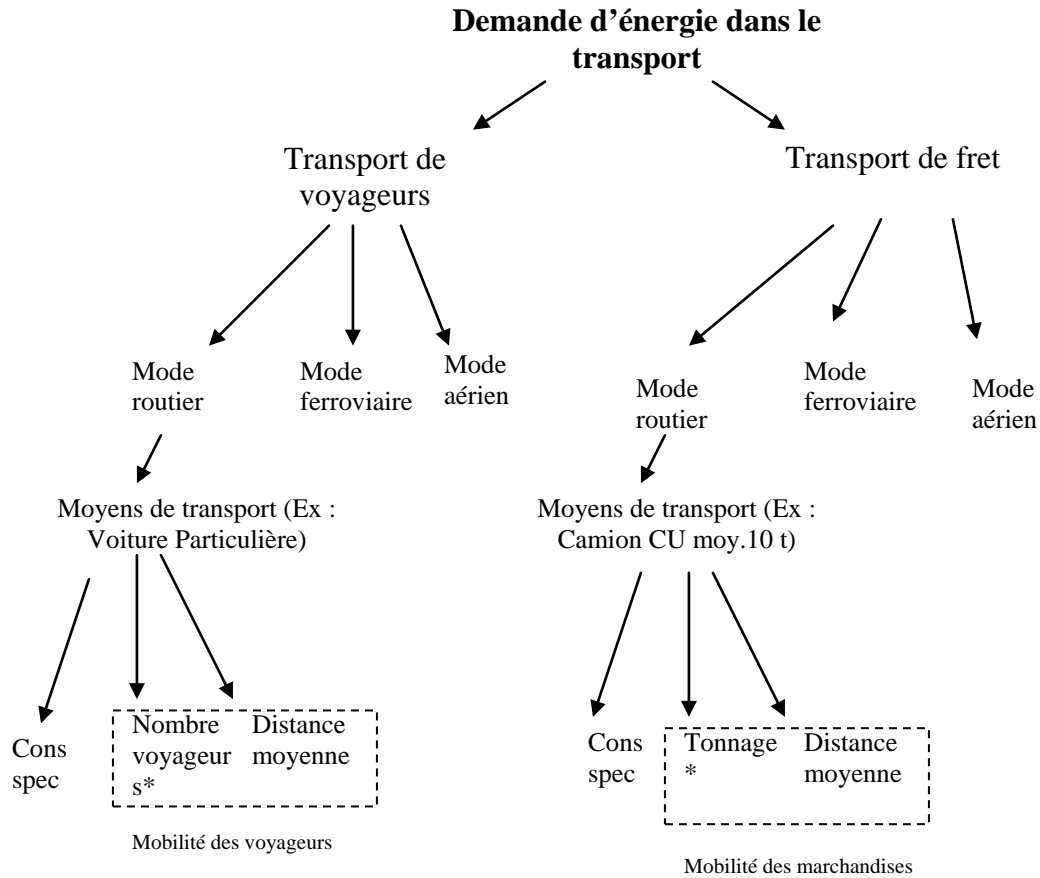 Demande d’énergie dans le
transport
Transport de
voyageurs
Transport de fret
Mode
routier
Mode
ferroviaire
Mode
aérien
Mode
routier
Mode
ferroviaire
Mode
aérien
Moyens de transport (Ex :
Voiture Particulière)
Moyens de transport (Ex :
Camion CU moy.10 t)
Cons
spec
Nombre
voyageur
s*
Distance
moyenne
Mobilité des voyageurs
Cons
spec
Tonnage
*
Distance
moyenne
Mobilité des marchandises